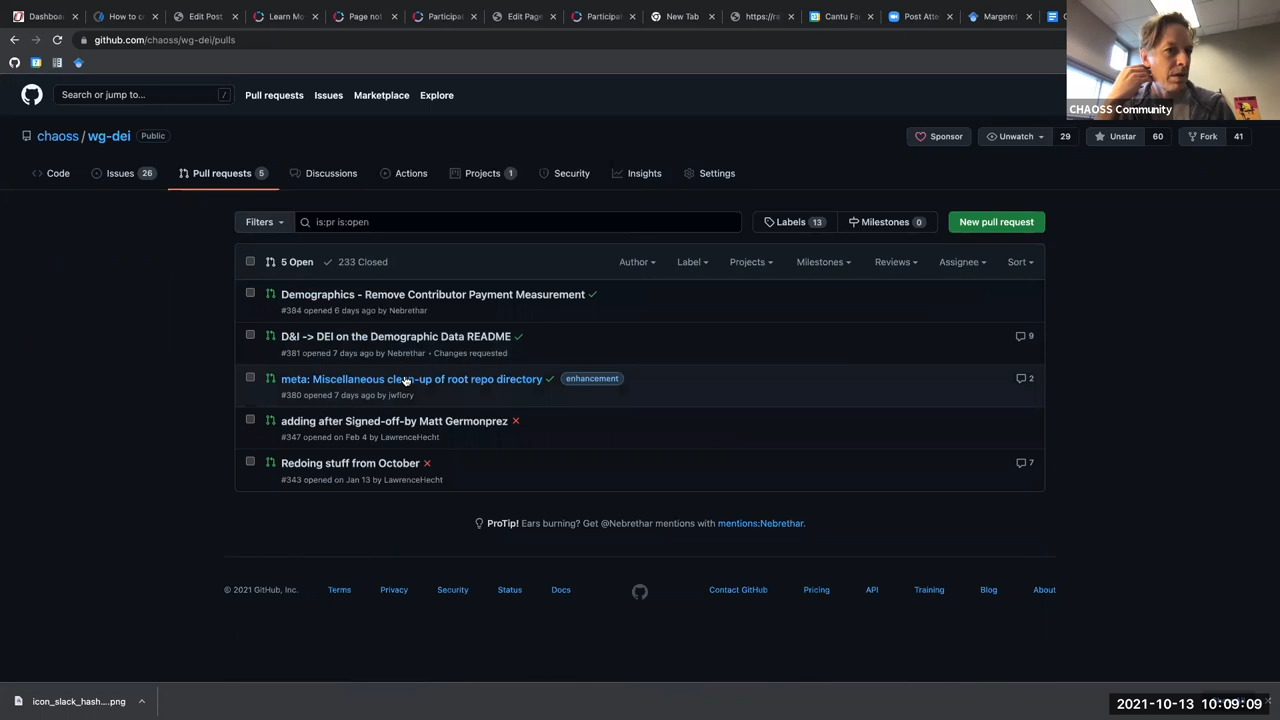 Dashboard
How to c
Edit Post
Learn Mo
Page not
Participat
Edit Page
Participat
New Tab
https://ra
Cantu Fa
Post Atte
Margeret
github.com/chaoss/wg-dei/pulls
Search or jump to...
/
Pull requests
Issues
Marketplace
Explore
CHAOSS Community
chaoss / wg-dei
Public
Sponsor
Unwatch
29
Unstar
60
Fork
41
Code
Issues 26
Pull requests 5
Discussions
Actions
Projects 1
Security
Insights
Settings
Filters
is:pr is:open
Labels 13
Milestones 0
New pull request
5 Open
233 Closed
Author
Label
Projects
Milestones
Reviews
Assignee
Sort
Demographics - Remove Contributor Payment Measurement
#384 opened 6 days ago by Nebrethar
D&I -> DEI on the Demographic Data README
9
#381 opened 7 days ago by Nebrethar • Changes requested
meta: Miscellaneous clean-up of root repo directory
enhancement
2
#380 opened 7 days ago by jwflory
adding after Signed-off-by Matt Germonprez
#347 opened on Feb 4 by LawrenceHecht
Redoing stuff from October
7
#343 opened on Jan 13 by LawrenceHecht
ProTip! Ears burning? Get @Nebrethar mentions with mentions:Nebrethar.
© 2021 GitHub, Inc.
Terms
Privacy
Security
Status
Docs
Contact GitHub
Pricing
API
Training
Blog
About
icon_slack_hash....png
2021-10-13 10:09:09